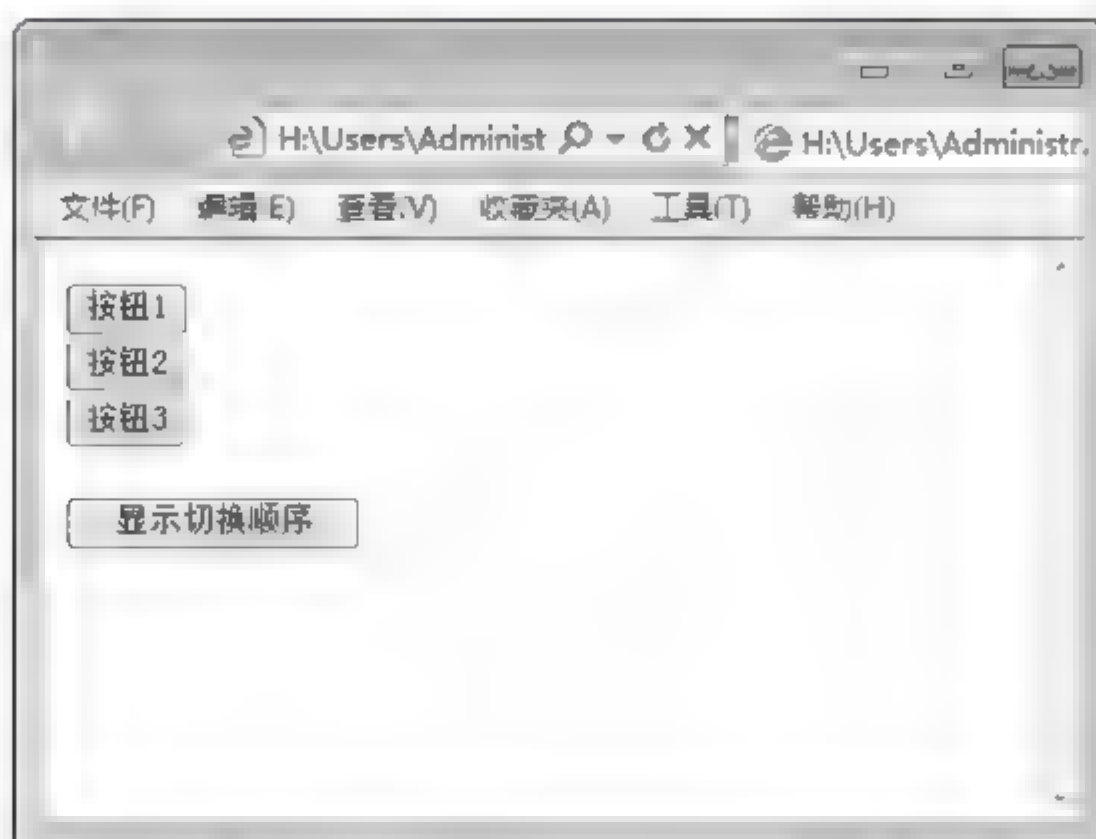 H:\Users\Administ H:\Users\Administr.
文件(F) 编辑 E) 查看.V) 收藏夹(A) 工具(T) 帮助(H)
按钮1
按钮2
按钮3
显示切换顺序